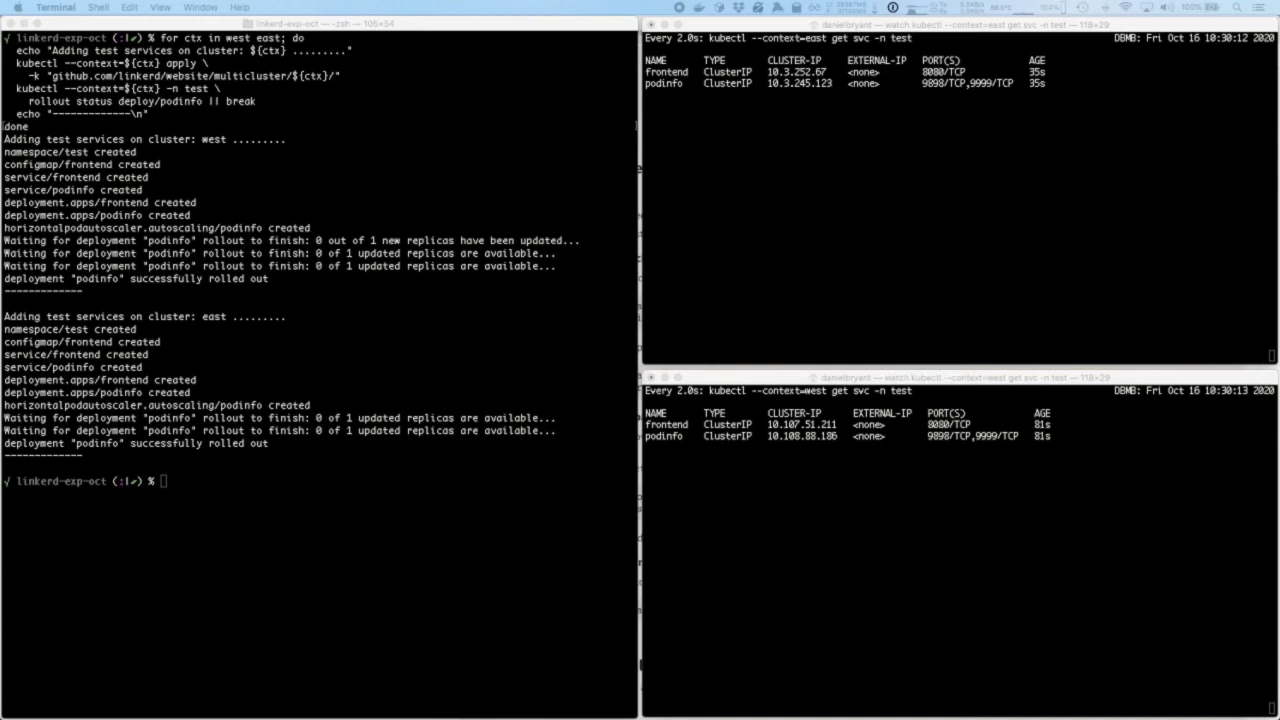 Terminal Shell Edit View Window Help
linkerd-exp-oct — -zsh — 105×54
√ linkerd-exp-oct (:|✔) % for ctx in west east; do
echo "Adding test services on cluster: ${ctx} ........."
kubectl --context=${ctx} apply \
-k "github.com/linkerd/website/multicluster/${ctx}/"
kubectl --context=${ctx} -n test \
rollout status deploy/podinfo || break
echo "-------------\n"
done
Adding test services on cluster: west .........
namespace/test created
configmap/frontend created
service/frontend created
service/podinfo created
deployment.apps/frontend created
deployment.apps/podinfo created
horizontalpodautoscaler.autoscaling/podinfo created
Waiting for deployment "podinfo" rollout to finish: 0 out of 1 new replicas have been updated...
Waiting for deployment "podinfo" rollout to finish: 0 of 1 updated replicas are available...
Waiting for deployment "podinfo" rollout to finish: 0 of 1 updated replicas are available...
deployment "podinfo" successfully rolled out
-------------
Adding test services on cluster: east .........
namespace/test created
configmap/frontend created
service/frontend created
service/podinfo created
deployment.apps/frontend created
deployment.apps/podinfo created
horizontalpodautoscaler.autoscaling/podinfo created
Waiting for deployment "podinfo" rollout to finish: 0 of 1 updated replicas are available...
Waiting for deployment "podinfo" rollout to finish: 0 of 1 updated replicas are available...
deployment "podinfo" successfully rolled out
-------------
√ linkerd-exp-oct (:|✔) %
danielbryant — watch kubectl --context=east get svc -n test — 118×29
Every 2.0s: kubectl --context=east get svc -n test DBMB: Fri Oct 16 10:30:12 2020
NAME TYPE CLUSTER-IP EXTERNAL-IP PORT(S) AGE
frontend ClusterIP 10.3.252.67 <none> 8080/TCP 35s
podinfo ClusterIP 10.3.245.123 <none> 9898/TCP,9999/TCP 35s
danielbryant — watch kubectl --context=west get svc -n test — 118×29
Every 2.0s: kubectl --context=west get svc -n test DBMB: Fri Oct 16 10:30:13 2020
NAME TYPE CLUSTER-IP EXTERNAL-IP PORT(S) AGE
frontend ClusterIP 10.107.51.211 <none> 8080/TCP 81s
podinfo ClusterIP 10.108.88.186 <none> 9898/TCP,9999/TCP 81s